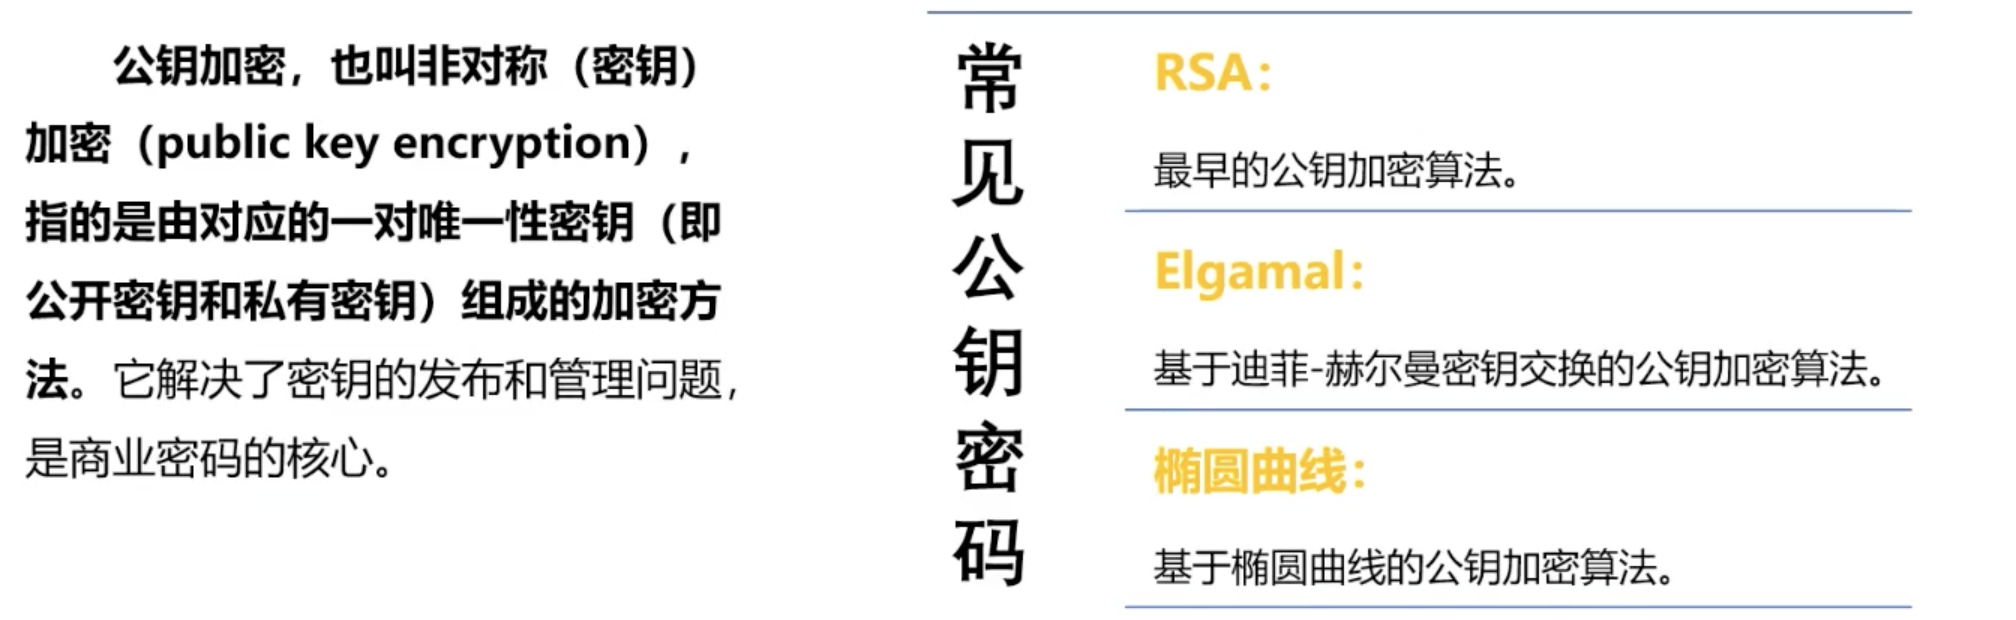 公钥加密，也叫非对称（密钥）
加密（public key encryption），
指的是由对应的一对唯一性密钥（即
公开密钥和私有密钥）组成的加密方
法。它解决了密钥的发布和管理问题，
是商业密码的核心。
常
见
公
钥
密
码
RSA：
最早的公钥加密算法。
Elgamal：
基于迪菲-赫尔曼密钥交换的公钥加密算法。
椭圆曲线：
基于椭圆曲线的公钥加密算法。